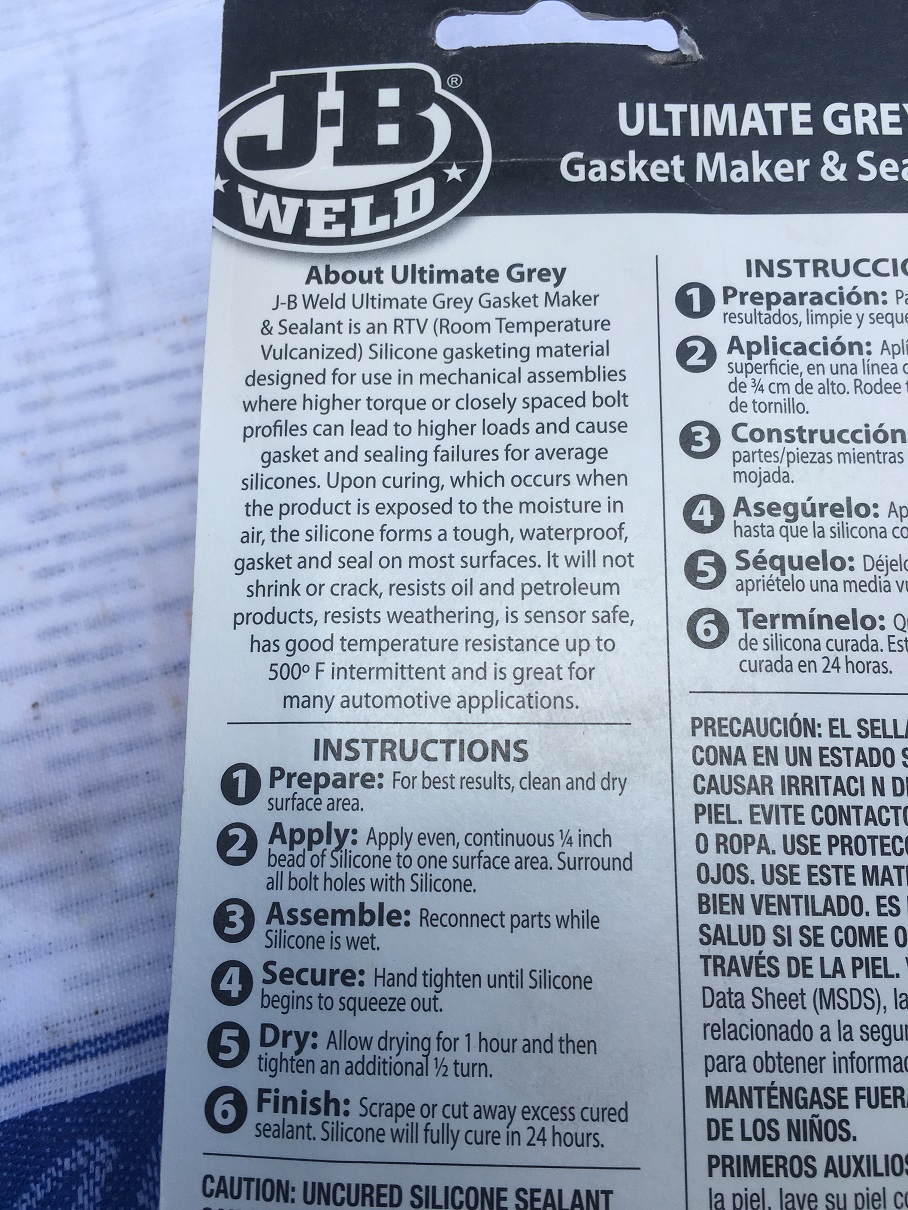 J-B
WELD
®
ULTIMATE GREY
Gasket Maker &
About Ultimate Grey
J-B Weld Ultimate Grey Gasket Maker
& Sealant is an RTV (Room Temperature
Vulcanized) Silicone gasketing material
designed for use in mechanical assemblies
where higher torque or closely spaced bolt
profiles can lead to higher loads and cause
gasket and sealing failures for average
silicones. Upon curing, which occurs when
the product is exposed to the moisture in
air, the silicone forms a tough, waterproof,
gasket and seal on most surfaces. It will not
shrink or crack, resists oil and petroleum
products, resists weathering, is sensor safe,
has good temperature resistance up to
500º F intermittent and is great for
many automotive applications.
INSTRUCTIONS
1 Prepare: For best results, clean and dry
surface area.
2 Apply: Apply even, continuous ¼ inch
bead of Silicone to one surface area. Surround
all bolt holes with Silicone.
3 Assemble: Reconnect parts while
Silicone is wet.
4 Secure: Hand tighten until Silicone
begins to squeeze out.
5 Dry: Allow drying for 1 hour and then
tighten an additional ½ turn.
6 Finish: Scrape or cut away excess cured
sealant. Silicone will fully cure in 24 hours.
CAUTION: UNCURED SILICONE SEALANT
1 Preparación:
resultados, limpie y seque
2 Aplicación:
superficie, en una línea
de ¾ cm de alto. Rodee
de tornillo.
3 Construcción
partes/piezas mientras
mojada.
4 Asegúrelo:
hasta que la silicona
5 Séquelo:
apriételo una media
6 Termínelo:
de silicona curada.
curada en 24 horas.
PRECAUCIÓN: EL
CONA EN UN ESTADO
CAUSAR IRRITACI N
PIEL. EVITE CONTACTO
O ROPA. USE
OJOS. USE ESTE
BIEN VENTILADO. ES
SALUD SI SE COME O
TRAVÉS DE LA PIEL.
Data Sheet (MSDS),
relacionado a la
para obtener
MANTÉNGASE FUERA
DE LOS NIÑOS.
PRIMEROS AUXILIOS
la piel, lave su piel